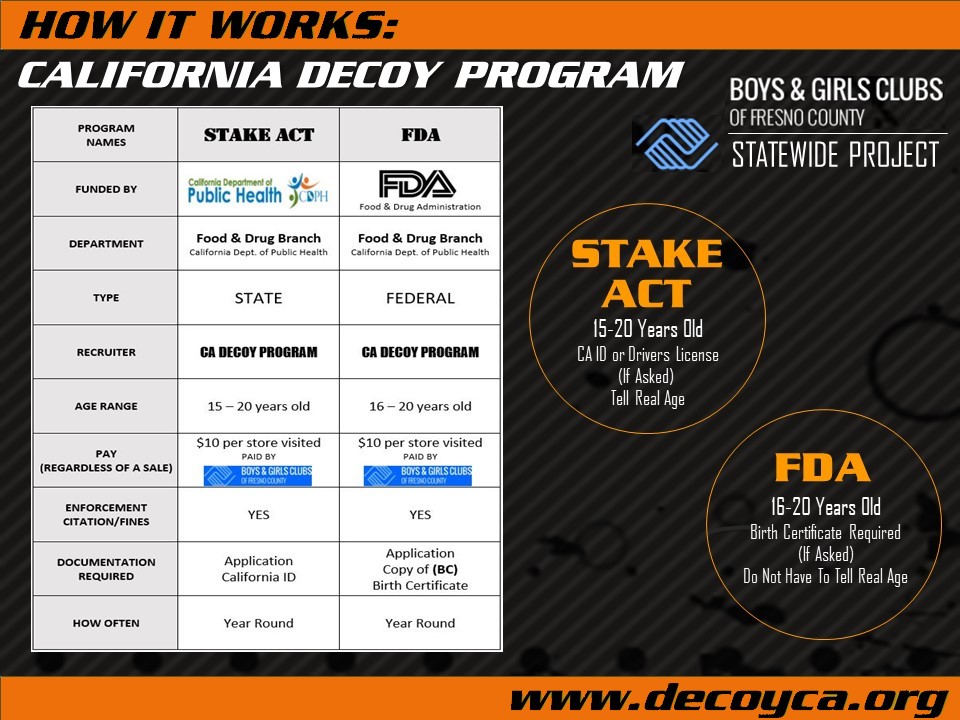 HOW IT WORKS:
CALIFORNIA DECOY PROGRAM
BOYS & GIRLS CLUBS
OF FRESNO COUNTY
STATEWIDE PROJECT
PROGRAM NAMES STAKE ACT FDA
FUNDED BY California Department of Public Health CDPH FDA Food & Drug Administration
DEPARTMENT Food & Drug Branch California Dept. of Public Health Food & Drug Branch California Dept. of Public Health
TYPE STATE FEDERAL
RECRUITER CA DECOY PROGRAM CA DECOY PROGRAM
AGE RANGE 15 – 20 years old 16 – 20 years old
PAY (REGARDLESS OF A SALE) $10 per store visited PAID BY BOYS & GIRLS CLUBS OF FRESNO COUNTY $10 per store visited PAID BY BOYS & GIRLS CLUBS OF FRESNO COUNTY
ENFORCEMENT CITATION/FINES YES YES
DOCUMENTATION REQUIRED Application California ID Application Copy of (BC) Birth Certificate
HOW OFTEN Year Round Year Round
STAKE
ACT
15-20 Years Old
CA ID or Drivers License
(If Asked)
Tell Real Age
FDA
16-20 Years Old
Birth Certificate Required
(If Asked)
Do Not Have To Tell Real Age
www.decoyca.org